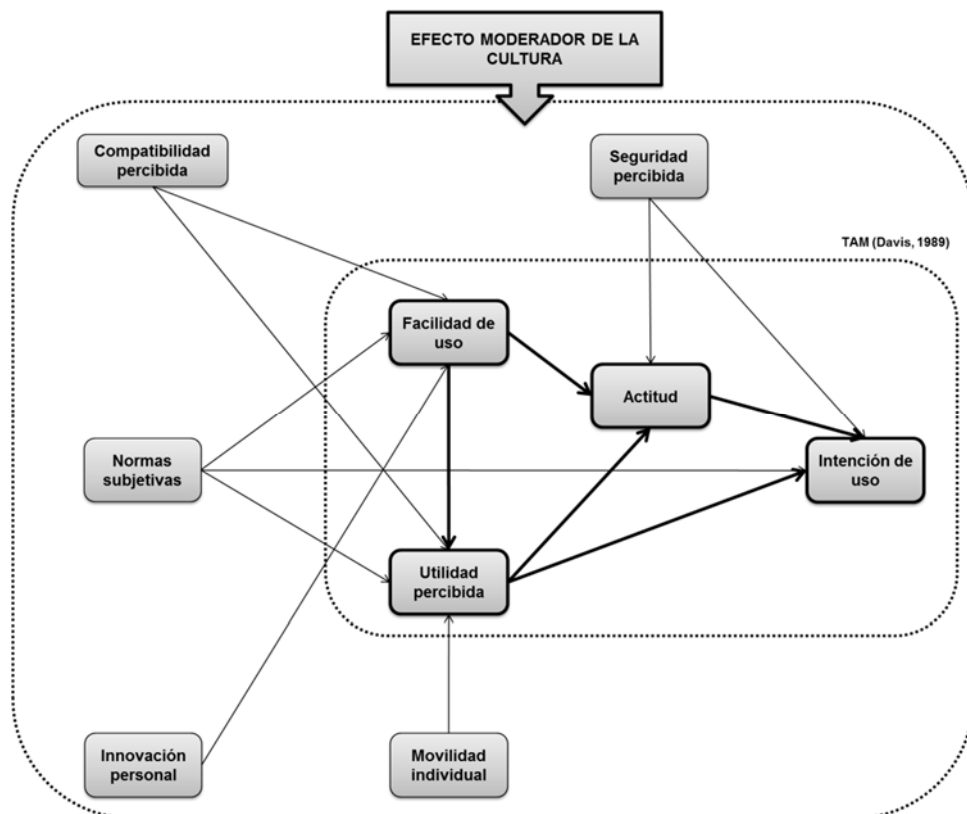 EFECTO MODERADOR DE LA
CULTURA
Compatibilidad
percibida
Seguridad
percibida
TAM (Davis, 1989)
Facilidad de
uso
Actitud
Normas
subjetivas
Intención de
uso
Utilidad
percibida
Innovación
personal
Movilidad
individual